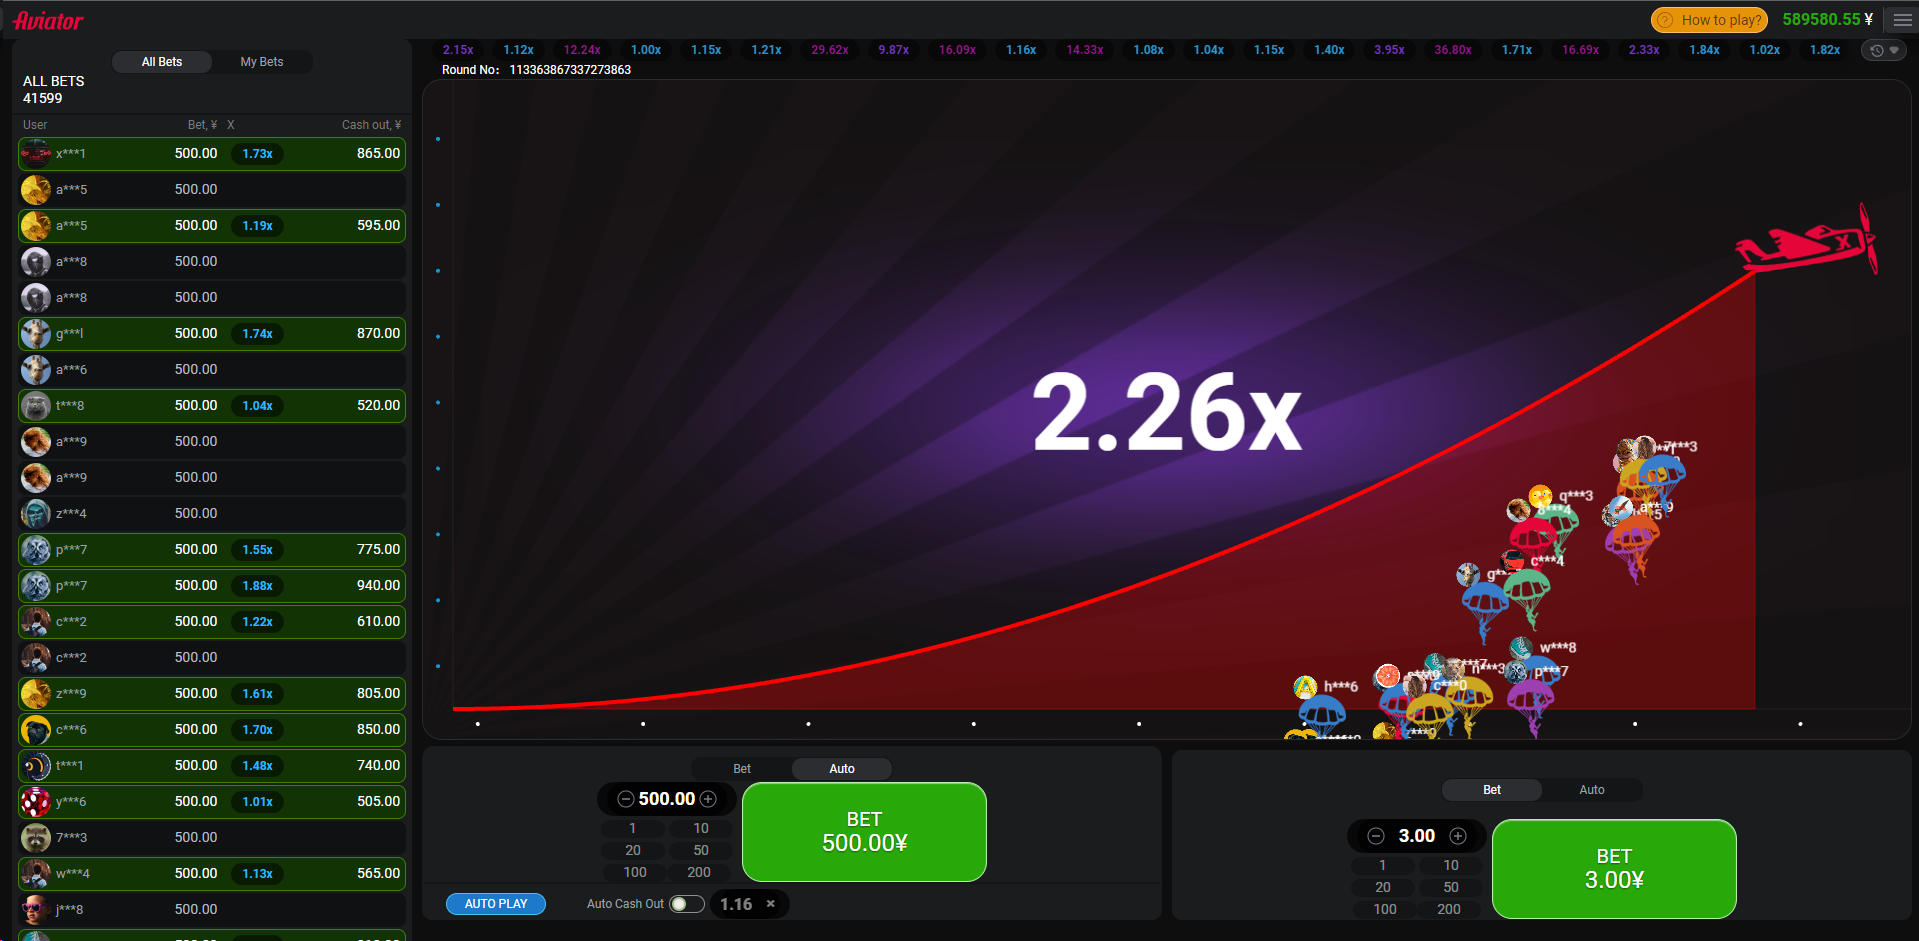 Aviator
How to play?
589580.55 ¥
2.15x 1.12x 12.24x 1.00x 1.15x 1.21x 29.62x 9.87x 16.09x 1.16x 14.33x 1.08x 1.04x 1.15x 1.40x 3.95x 36.80x 1.71x 16.69x 2.33x 1.84x 1.02x 1.82x
Round No: 113363867337273863
All Bets My Bets
ALL BETS
41599
User Bet, ¥ X Cash out, ¥
x***1 500.00 1.73x 865.00
a***5 500.00
a***5 500.00 1.19x 595.00
a***8 500.00
a***8 500.00
g***l 500.00 1.74x 870.00
a***6 500.00
t***8 500.00 1.04x 520.00
a***9 500.00
a***9 500.00
z***4 500.00
p***7 500.00 1.55x 775.00
p***7 500.00 1.88x 940.00
c***2 500.00 1.22x 610.00
c***2 500.00
z***9 500.00 1.61x 805.00
c***6 500.00 1.70x 850.00
t***1 500.00 1.48x 740.00
y***6 500.00 1.01x 505.00
7***3 500.00
w***4 500.00 1.13x 565.00
j***8 500.00
X
2.26x
7***3
q***3
8***4
a***9
c***4
w***8
p***7
n***3
c***0
h***6
Bet Auto
500.00
1 10
20 50
100 200
BET
500.00¥
AUTO PLAY
Auto Cash Out
1.16
Bet Auto
3.00
1 10
20 50
100 200
BET
3.00¥